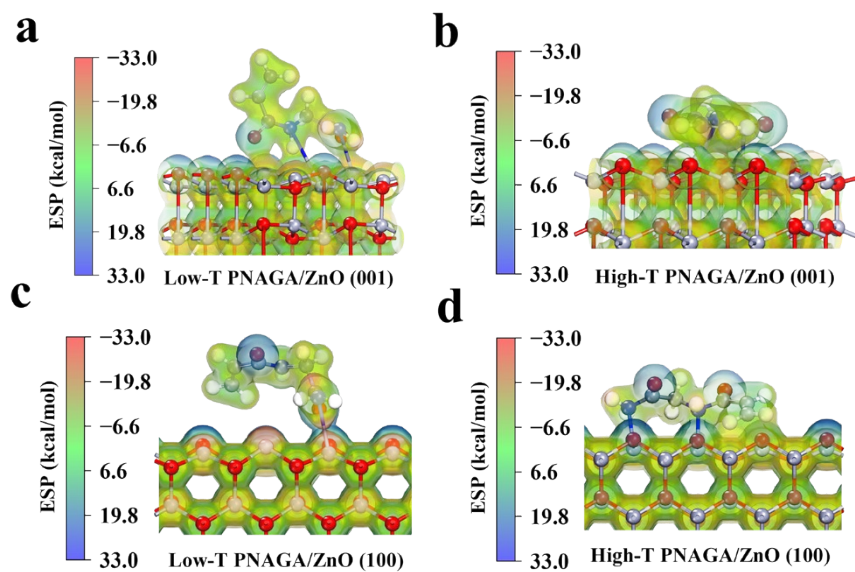 a
ESP (kcal/mol)
−33.0
−19.8
−6.6
6.6
19.8
33.0
Low-T PNAGA/ZnO (001)
b
ESP (kcal/mol)
−33.0
−19.8
-6.6
6.6
19.8
33.0
High-T PNAGA/ZnO (001)
c
ESP (kcal/mol)
−33.0
−19.8
-6.6
6.6
19.8
33.0
Low-T PNAGA/ZnO (100)
d
ESP (kcal/mol)
−33.0
−19.8
-6.6
6.6
19.8
33.0
High-T PNAGA/ZnO (100)